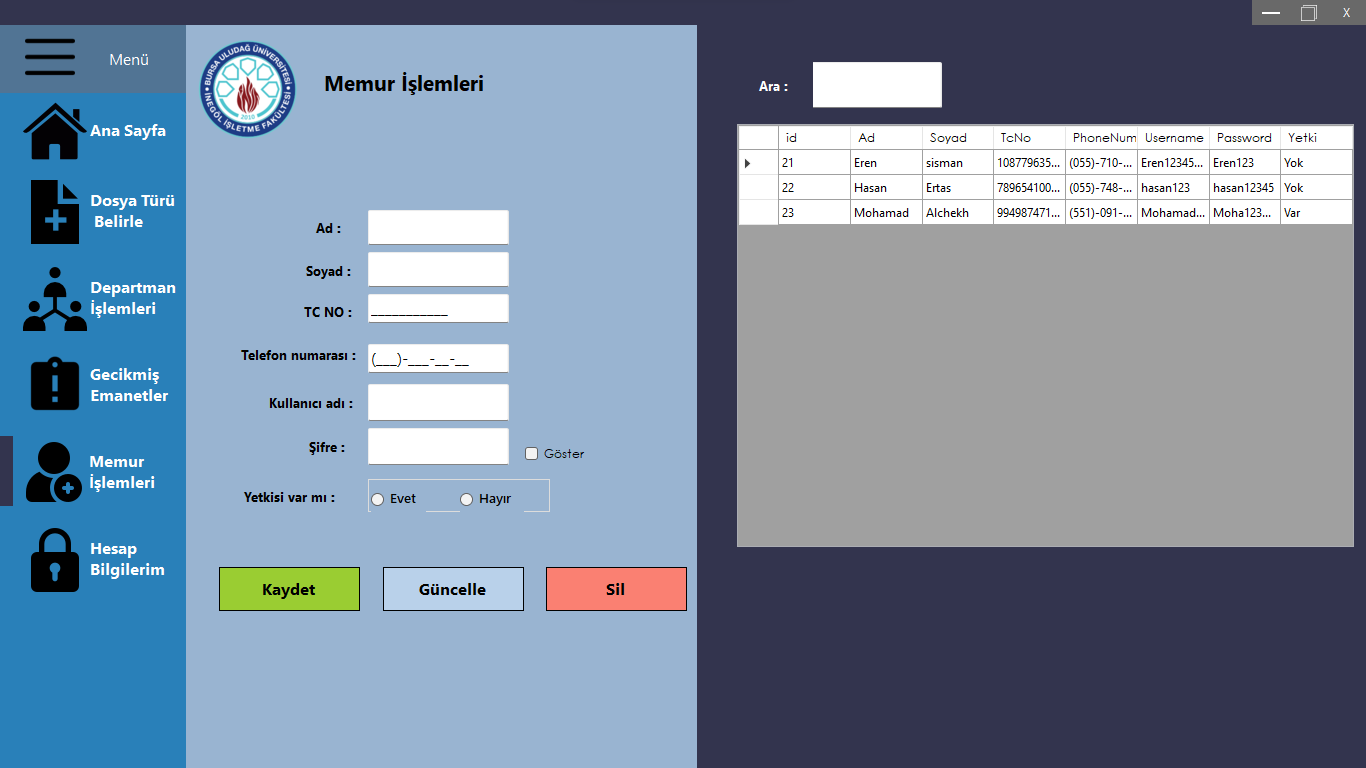 X
Menü
Ana Sayfa
Dosya Türü
Belirle
Departman
İşlemleri
Gecikmiş
Emanetler
Memur
İşlemleri
Hesap
Bilgilerim
BURSA ULUDAĞ ÜNİVERSİTESİ
İNEGÖL İŞLETME FAKÜLTESİ
2010
Memur İşlemleri
Ad :
Soyad :
TC NO : ___________
Telefon numarası : (___)-___-__-__
Kullanıcı adı :
Şifre :
Göster
Yetkisi var mı : Evet Hayır
Kaydet Güncelle Sil
Ara :
id Ad Soyad TcNo PhoneNum Username Password Yetki
21 Eren sisman 108779635... (055)-710-... Eren12345... Eren123 Yok
22 Hasan Ertas 789654100... (055)-748-... hasan123 hasan12345 Yok
23 Mohamad Alchekh 994987471... (551)-091-... Mohamad... Moha123... Var